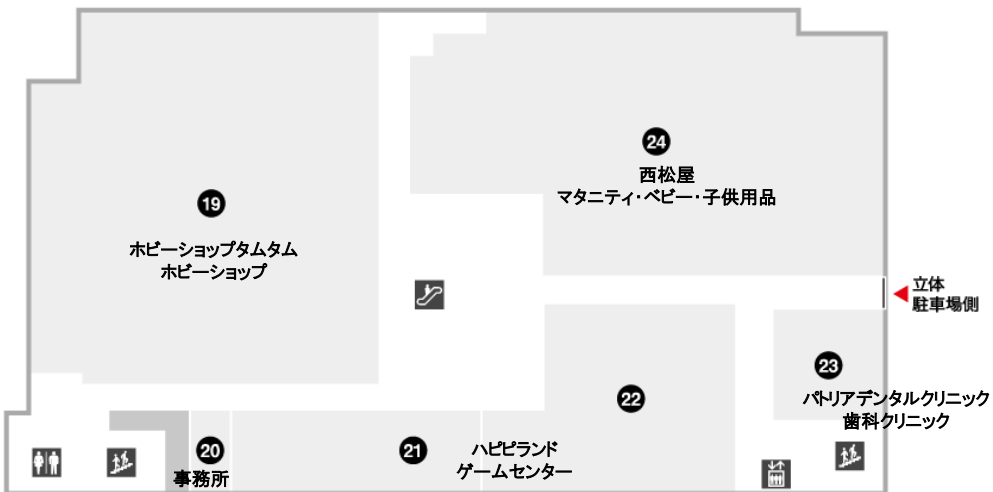 24
西松屋
マタニティ・ベビー・子供用品
19
ホビーショップタムタム
ホビーショップ
立体
駐車場側
23
パトリアデンタルクリニック
歯科クリニック
22
20
事務所
21
ハピピランド
ゲームセンター